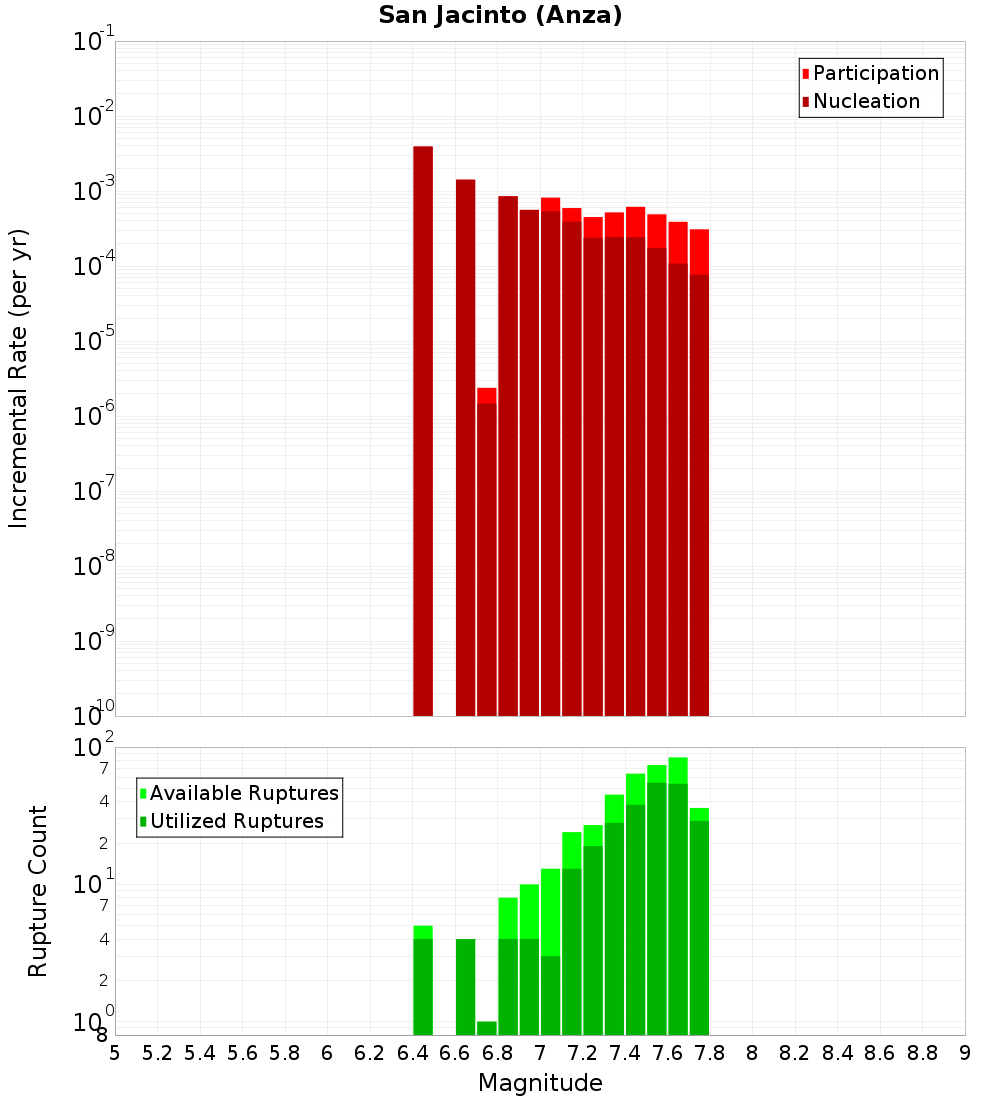 San Jacinto (Anza)
10^-1
10^-2
10^-3
10^-4
10^-5
10^-6
10^-7
10^-8
10^-9
10^-10
Incremental Rate (per yr)
Participation
Nucleation
10^2
7
4
2
10^1
7
4
2
10^0
8
Rupture Count
Available Ruptures
Utilized Ruptures
5 5.2 5.4 5.6 5.8 6 6.2 6.4 6.6 6.8 7 7.2 7.4 7.6 7.8 8 8.2 8.4 8.6 8.8 9
Magnitude